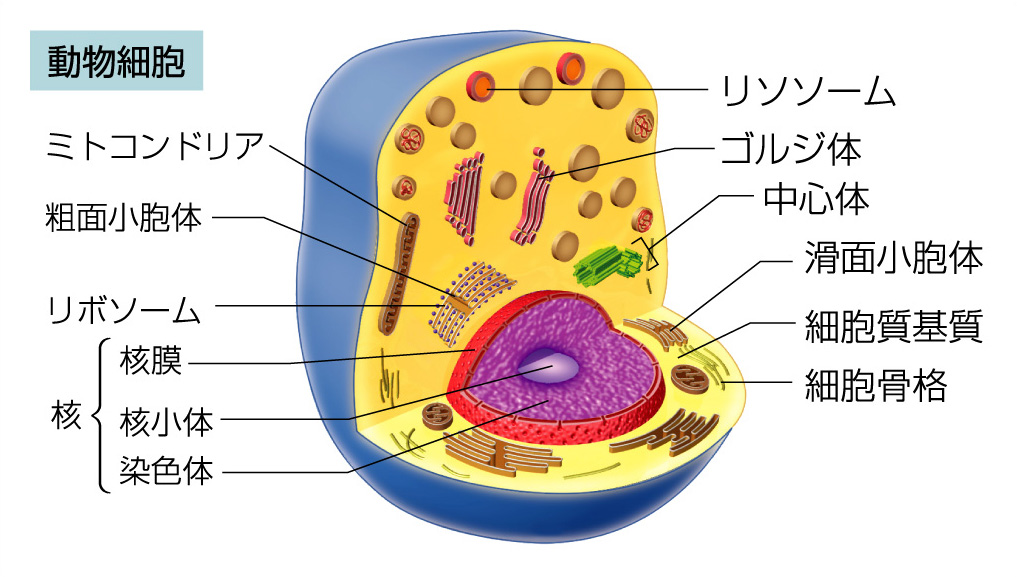 動物細胞
ミトコンドリア
粗面小胞体
リボソーム
核
核膜
核小体
染色体
リソソーム
ゴルジ体
中心体
滑面小胞体
細胞質基質
細胞骨格